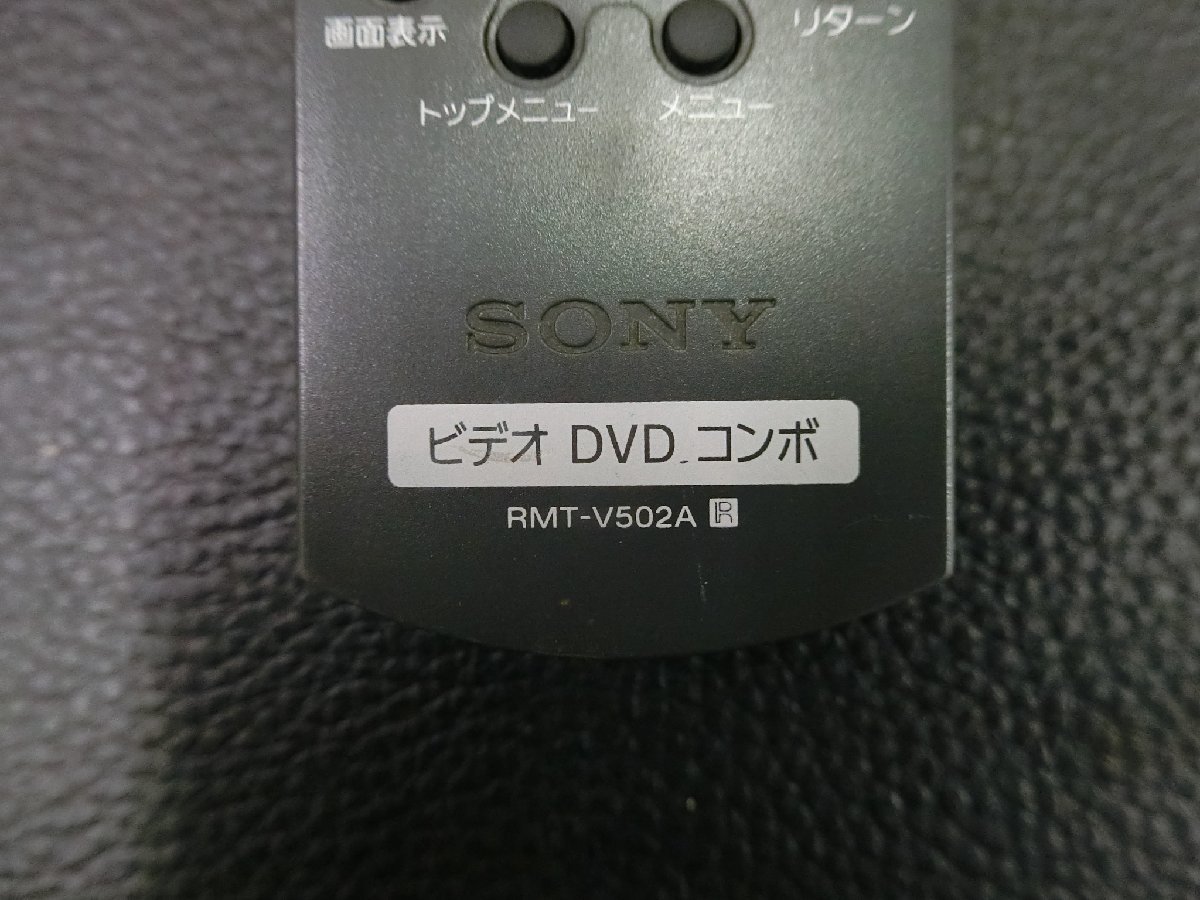 画面表示 リターン
トップメニュー メニュー
SONY
ビデオ DVD コンボ
RMT-V502A R